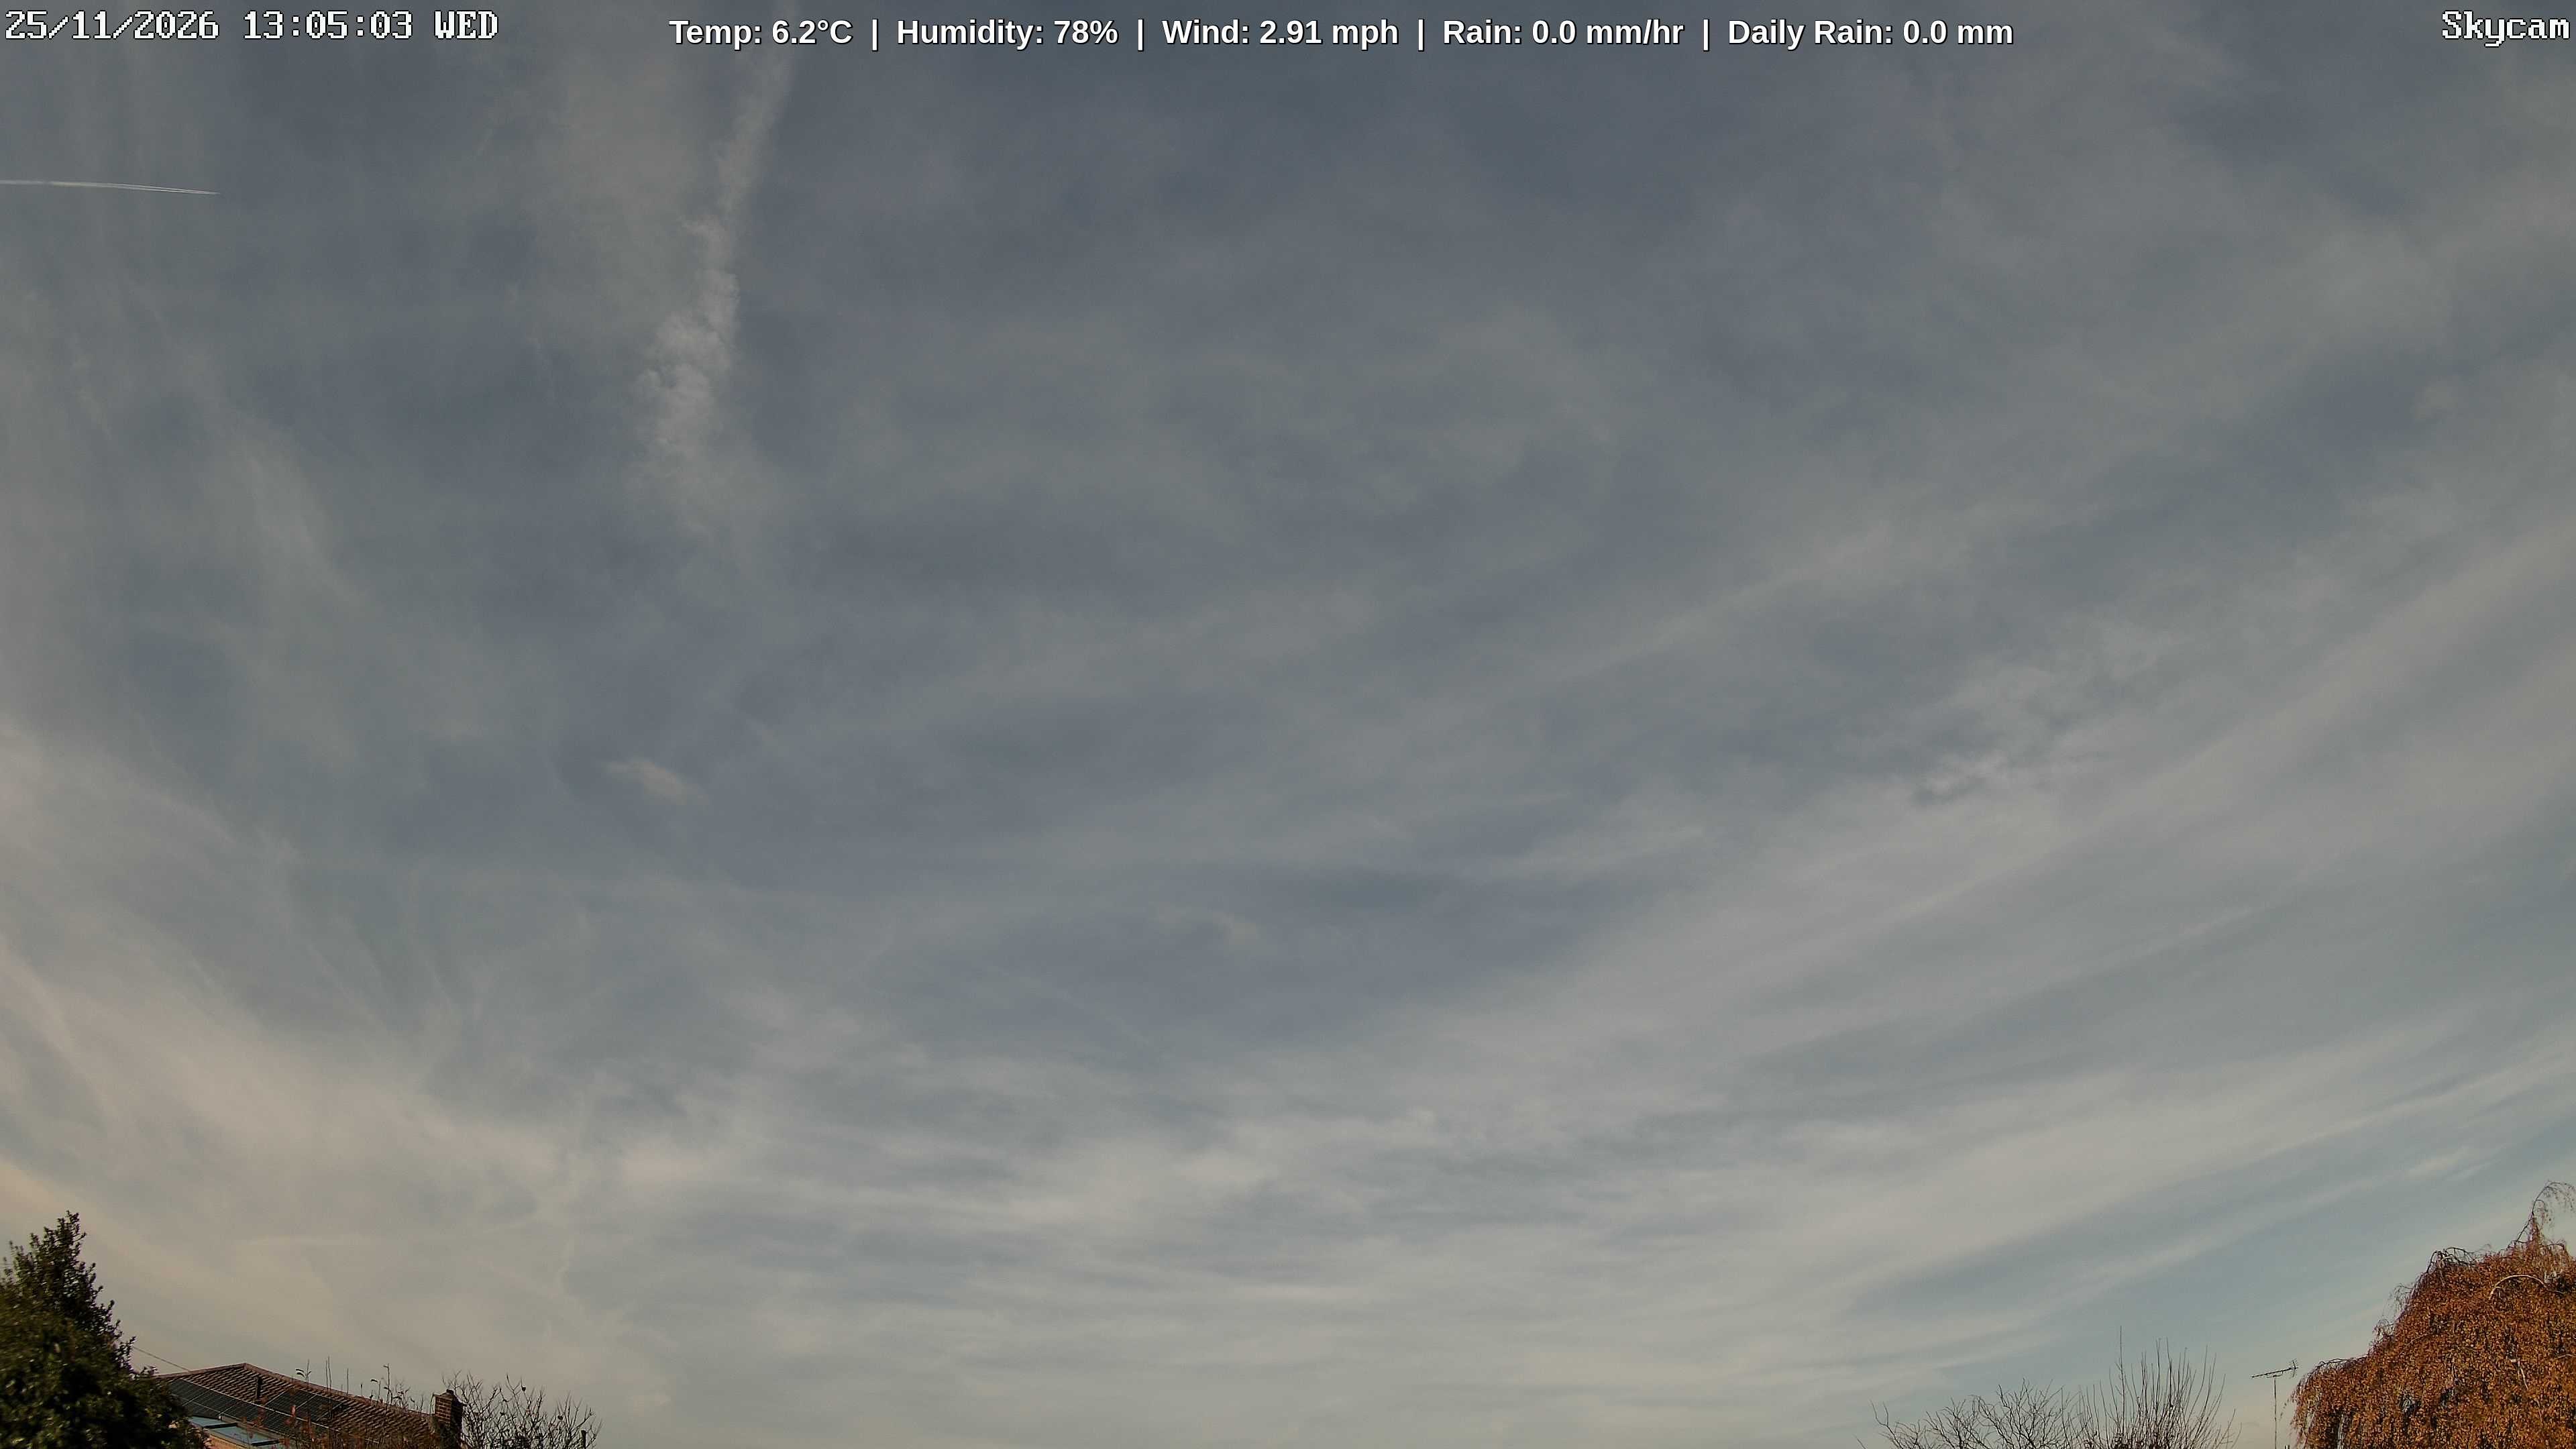 25/11/2026 13:05:03 WED
Temp: 6.2°C | Humidity: 78% | Wind: 2.91 mph | Rain: 0.0 mm/hr | Daily Rain: 0.0 mm
Skycam